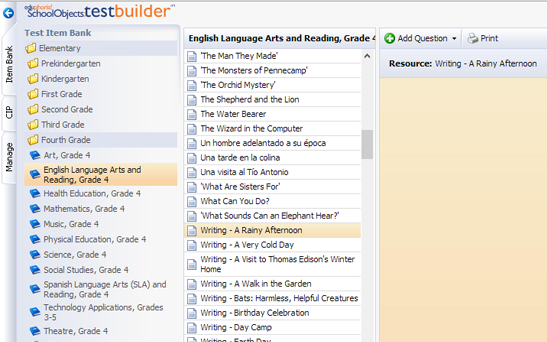 eduphoria!
SchoolObjects:testbuilder
Item Bank
CIP
Manage
Test Item Bank
Elementary
Prekindergarten
Kindergarten
First Grade
Second Grade
Third Grade
Fourth Grade
Art, Grade 4
English Language Arts and
Reading, Grade 4
Health Education, Grade 4
Mathematics, Grade 4
Music, Grade 4
Physical Education, Grade 4
Science, Grade 4
Social Studies, Grade 4
Spanish Language Arts (SLA) and
Reading, Grade 4
Technology Applications, Grades
3-5
Theatre, Grade 4
English Language Arts and Reading, Grade 4
'The Man They Made'
'The Monsters of Pennecamp'
'The Orchid Mystery'
The Shepherd and the Lion
The Water Bearer
The Wizard in the Computer
Un hombre adelantado a su época
Una tarde en la colina
Una visita al Tío Antonio
'What Are Sisters For'
What Can You Do?
'What Sounds Can an Elephant Hear?'
Writing - A Rainy Afternoon
Writing - A Very Cold Day
Writing - A Visit to Thomas Edison's Winter
Home
Writing - A Walk in the Garden
Writing - Bats: Harmless, Helpful Creatures
Writing - Birthday Celebration
Writing - Day Camp
Writing - Earth Day
Add Question
Print
Resource: Writing - A Rainy Afternoon